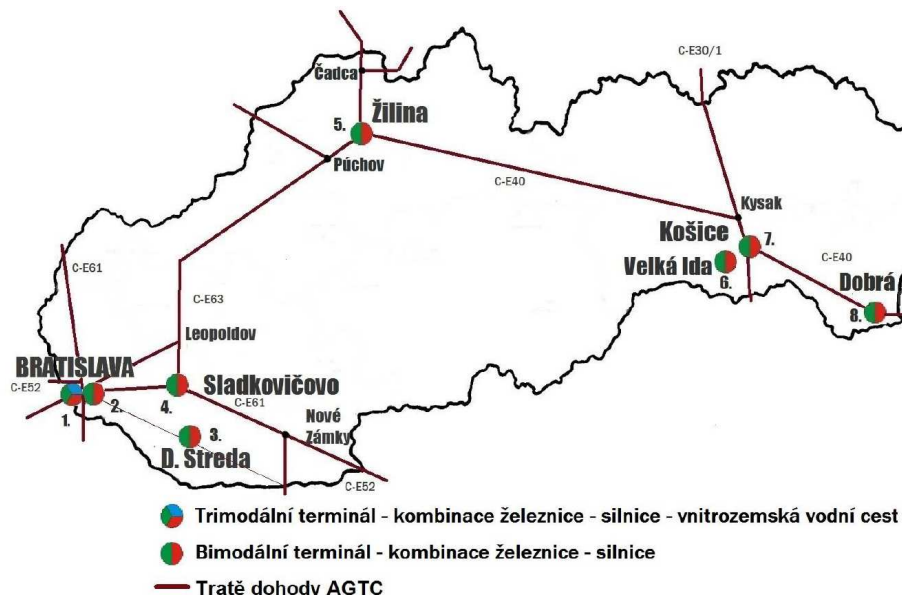 C-E30/1
Čadca
Žilina
5.
Púchov
C-E40
Kysak
Košice
7.
C-E61
Velká Ida
6.
C-E40
Dobrá
8.
C-E63
Leopoldov
BRATISLAVA
C-E52
Sladkovičovo
1.
2.
4.
C-E61
Nové
Zámky
3.
D. Streda
C-E52
Trimodální terminál - kombinace železnice - silnice - vnitrozemská vodní cest
Bimodální terminál - kombinace železnice - silnice
Tratě dohody AGTC